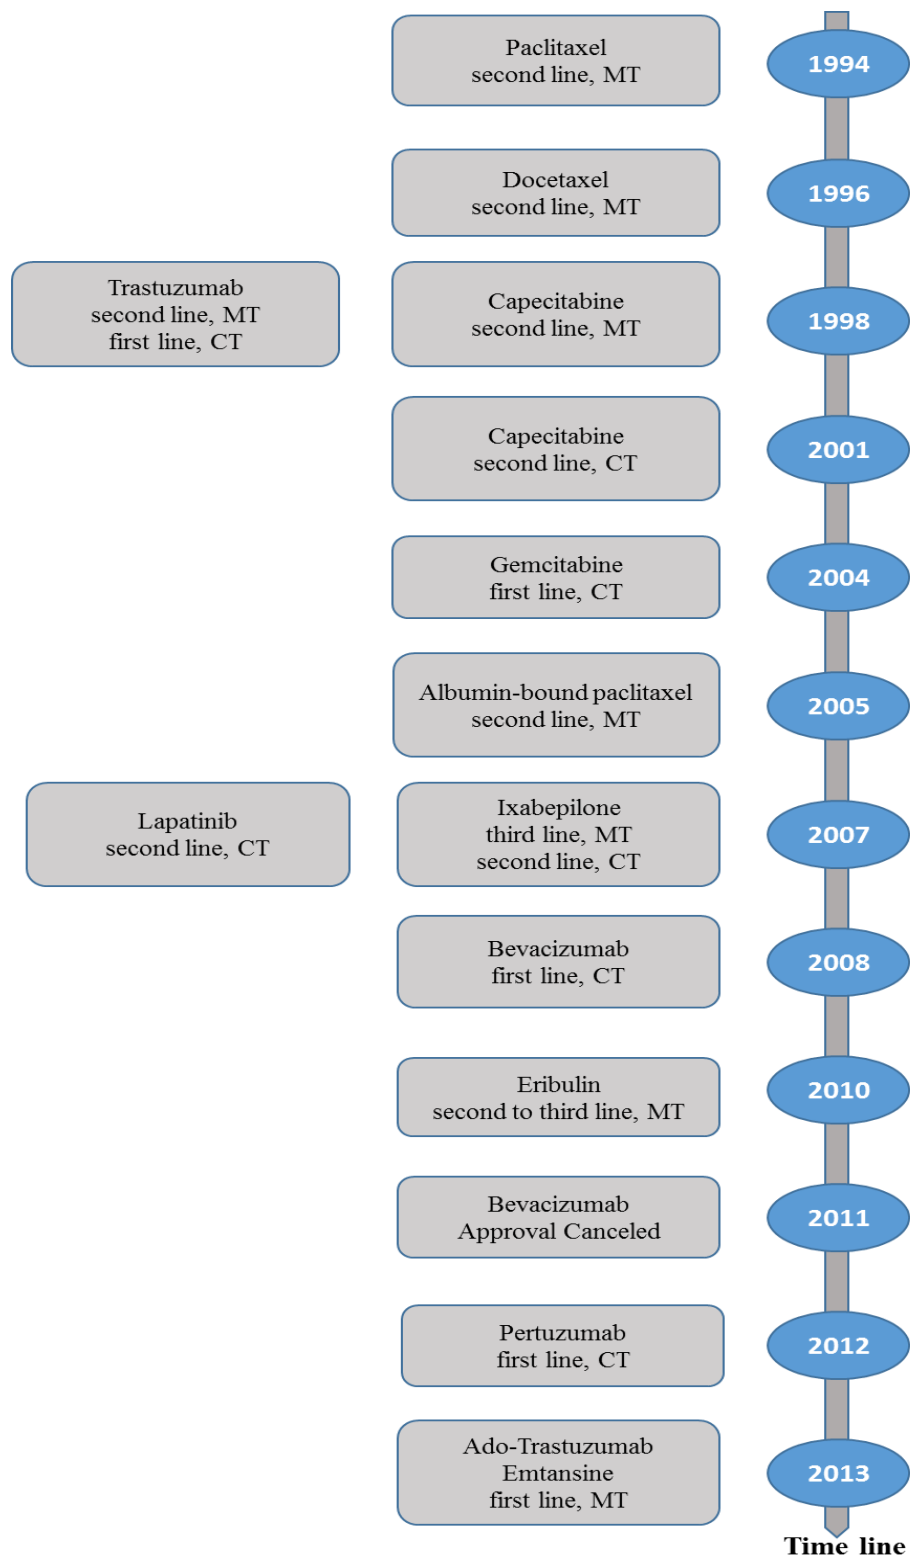 Paclitaxel
second line, MT
1994
Docetaxel
second line, MT
1996
Trastuzumab
second line, MT
first line, CT
Capecitabine
second line, MT
1998
Capecitabine
second line, CT
2001
Gemcitabine
first line, CT
2004
Albumin-bound paclitaxel
second line, MT
2005
Lapatinib
second line, CT
Ixabepilone
third line, MT
second line, CT
2007
Bevacizumab
first line, CT
2008
Eribulin
second to third line, MT
2010
Bevacizumab
Approval Canceled
2011
Pertuzumab
first line, CT
2012
Ado-Trastuzumab
Emtansine
first line, MT
2013
Time line